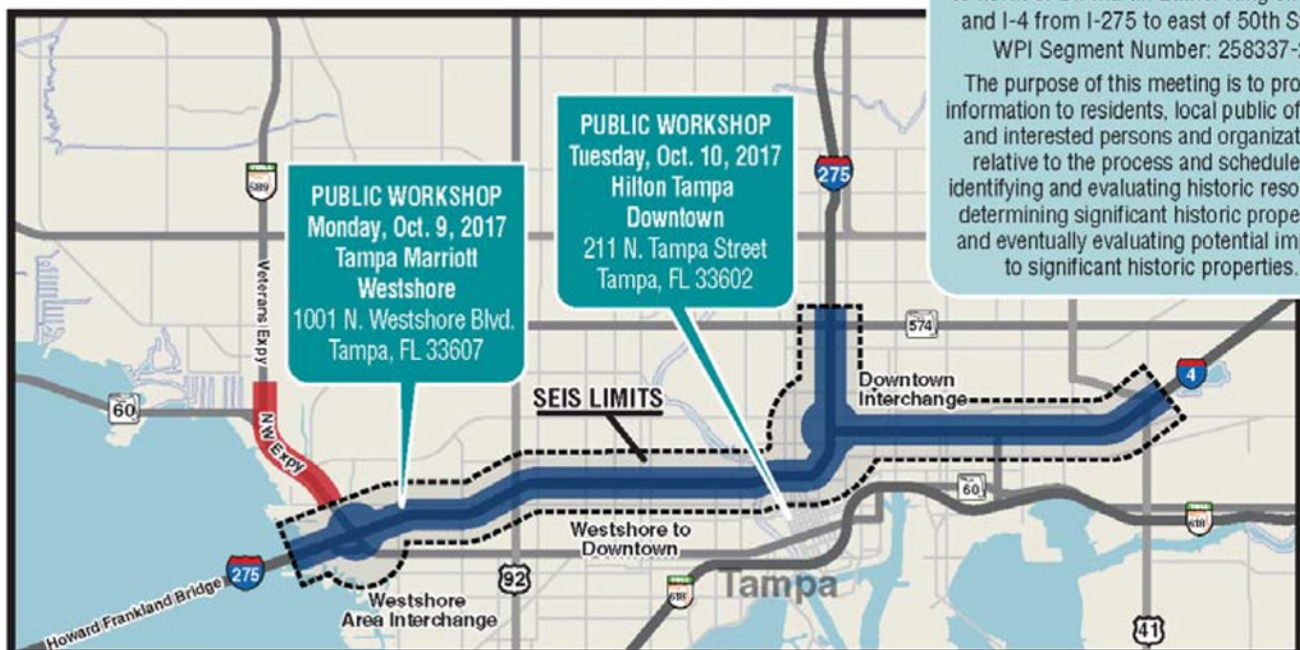 and I-4 from I-275 to east of 50th
WPI Segment Number:
The purpose of this meeting is to
information to residents, local public
and interested persons and
relative to the process and schedule
identifying and evaluating historic
determining significant historic
and eventually evaluating potential
to significant historic properties.
PUBLIC WORKSHOP
Tuesday, Oct. 10, 2017
Hilton Tampa
Downtown
211 N. Tampa Street
Tampa, FL 33602
PUBLIC WORKSHOP
Monday, Oct. 9, 2017
Tampa Marriott
Westshore
1001 N. Westshore Blvd.
Tampa, FL 33607
275
589
Veterans Expy
574
4
Downtown
Interchange
60
SEIS LIMITS
NW Expy
60
618
Westshore to
Downtown
275
92
618
Tampa
Westshore
Area Interchange
Howard Frankland Bridge
41